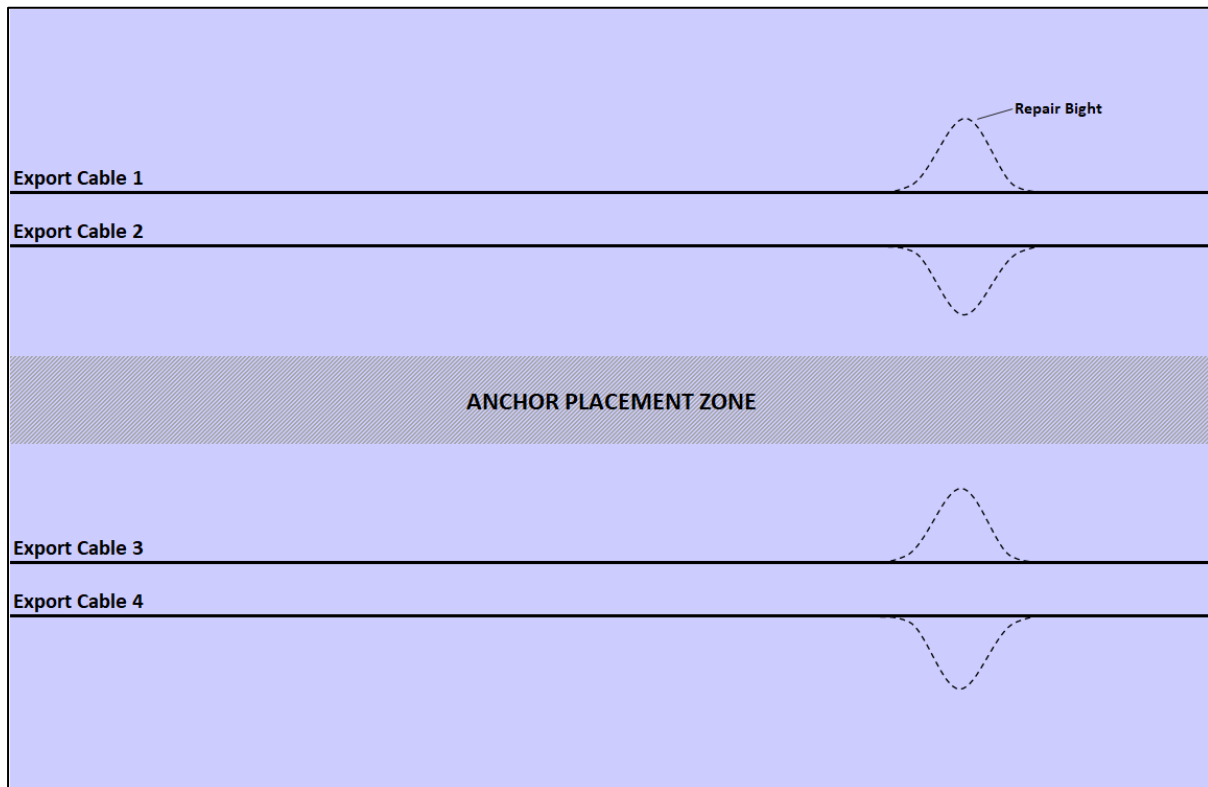 Repair Bight
Export Cable 1
Export Cable 2
ANCHOR PLACEMENT ZONE
Export Cable 3
Export Cable 4